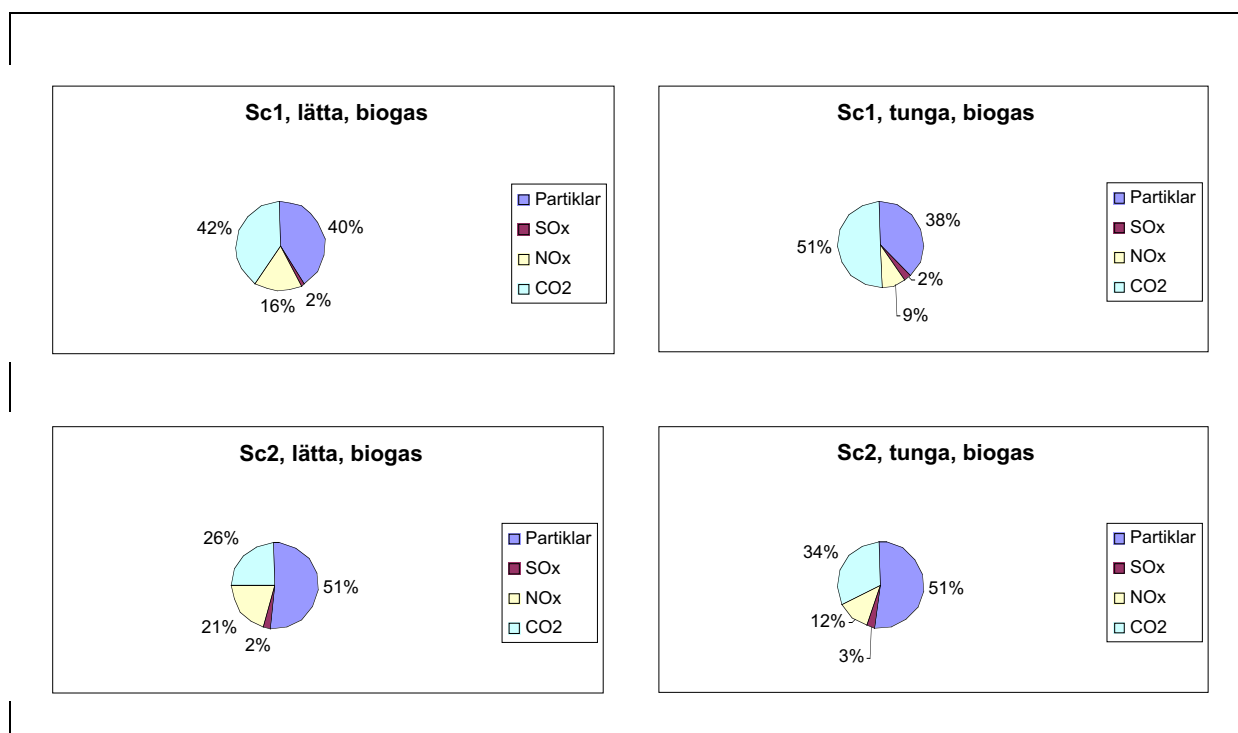 Sc1, lätta, biogas
42%
40%
16%
2%
Partiklar
SOx
NOx
CO2
Sc1, tunga, biogas
51%
38%
2%
9%
Partiklar
SOx
NOx
CO2
Sc2, lätta, biogas
26%
51%
21%
2%
Partiklar
SOx
NOx
CO2
Sc2, tunga, biogas
34%
51%
12%
3%
Partiklar
SOx
NOx
CO2